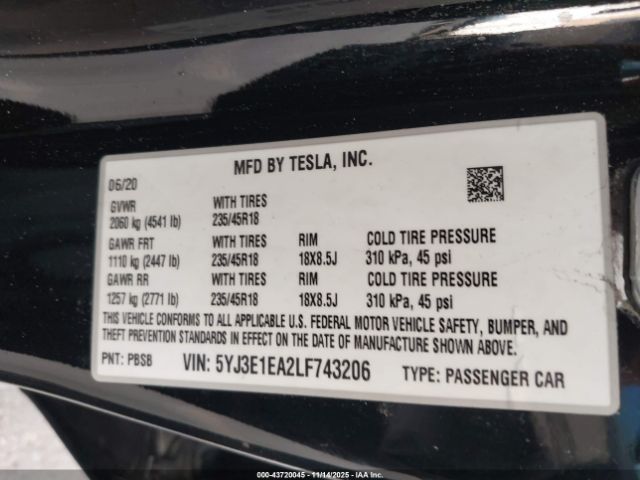 MFD BY TESLA, INC.
06/20
GVWR WITH TIRES
2060 kg (4541 lb) 235/45R18
GAWR FRT WITH TIRES RIM COLD TIRE PRESSURE
1110 kg (2447 lb) 235/45R18 18X8.5J 310 kPa, 45 psi
GAWR RR WITH TIRES RIM COLD TIRE PRESSURE
1257 kg (2771 lb) 235/45R18 18X8.5J 310 kPa, 45 psi
THIS VEHICLE CONFORMS TO ALL APPLICABLE U.S. FEDERAL MOTOR VEHICLE SAFETY, BUMPER, AND
THEFT PREVENTION STANDARDS IN EFFECT ON THE DATE OF MANUFACTURE SHOWN ABOVE.
PNT: PBSB VIN: 5YJ3E1EA2LF743206 TYPE: PASSENGER CAR
00-43720045 - 11/14/2025 - IAA